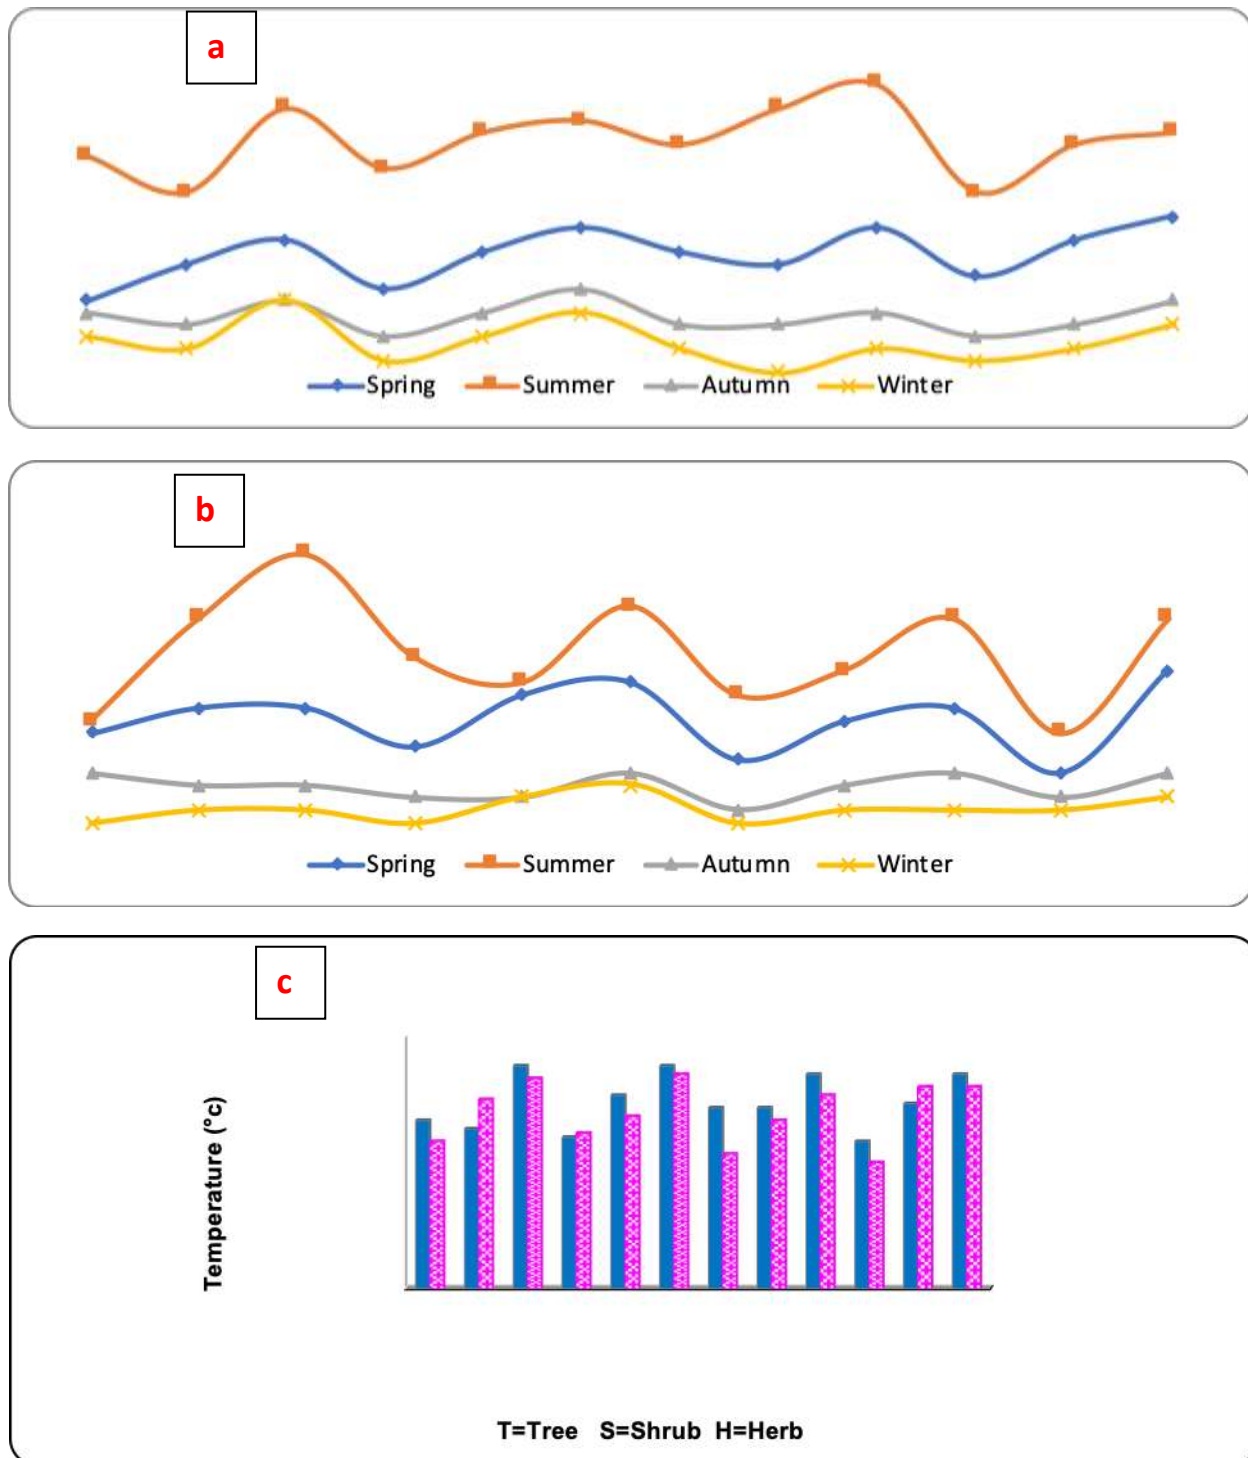 a
Spring Summer Autumn Winter
b
Spring Summer Autumn Winter
c
Temperature (°c)
T=Tree S=Shrub H=Herb